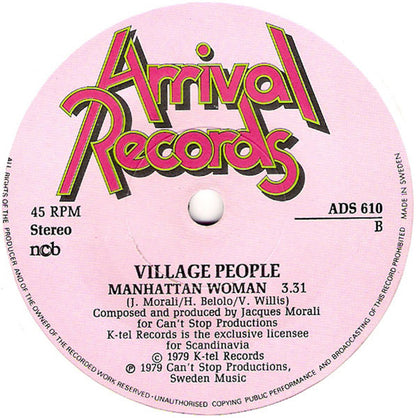 Arrival
Records
45 RPM
Stereo
ncb
ADS 610
B
VILLAGE PEOPLE
MANHATTAN WOMAN 3.31
(J. Morali/H. Belolo/V. Willis)
Composed and produced by Jacques Morali
for Can't Stop Productions
K-tel Records is the exclusive licensee
for Scandinavia
© 1979 K-tel Records
℗ 1979 Can't Stop Productions,
Sweden Music
ALL RIGHTS OF THE PRODUCER AND OF THE OWNER OF THE RECORDED WORK RESERVED - UNAUTHORISED COPYING PUBLIC PERFORMANCE AND BROADCASTING OF THIS RECORD PROHIBITED MADE IN SWEDEN